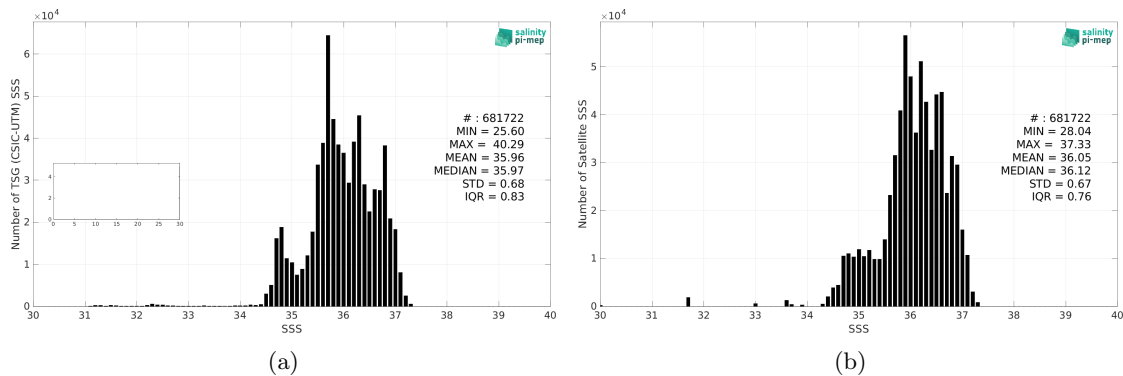 ×10⁴
salinity
pi-mep
Number of TSG (CSIC-UTM) SSS
6
5
4
3
2
1
0
# : 681722
MIN = 25.60
MAX = 40.29
MEAN = 35.96
MEDIAN = 35.97
STD = 0.68
IQR = 0.83
4
2
0
0 5 10 15 20 25 30
30 31 32 33 34 35 36 37 38 39 40
SSS
(a)
×10⁴
salinity
pi-mep
Number of Satellite SSS
5
4
3
2
1
0
# : 681722
MIN = 28.04
MAX = 37.33
MEAN = 36.05
MEDIAN = 36.12
STD = 0.67
IQR = 0.76
30 31 32 33 34 35 36 37 38 39 40
SSS
(b)